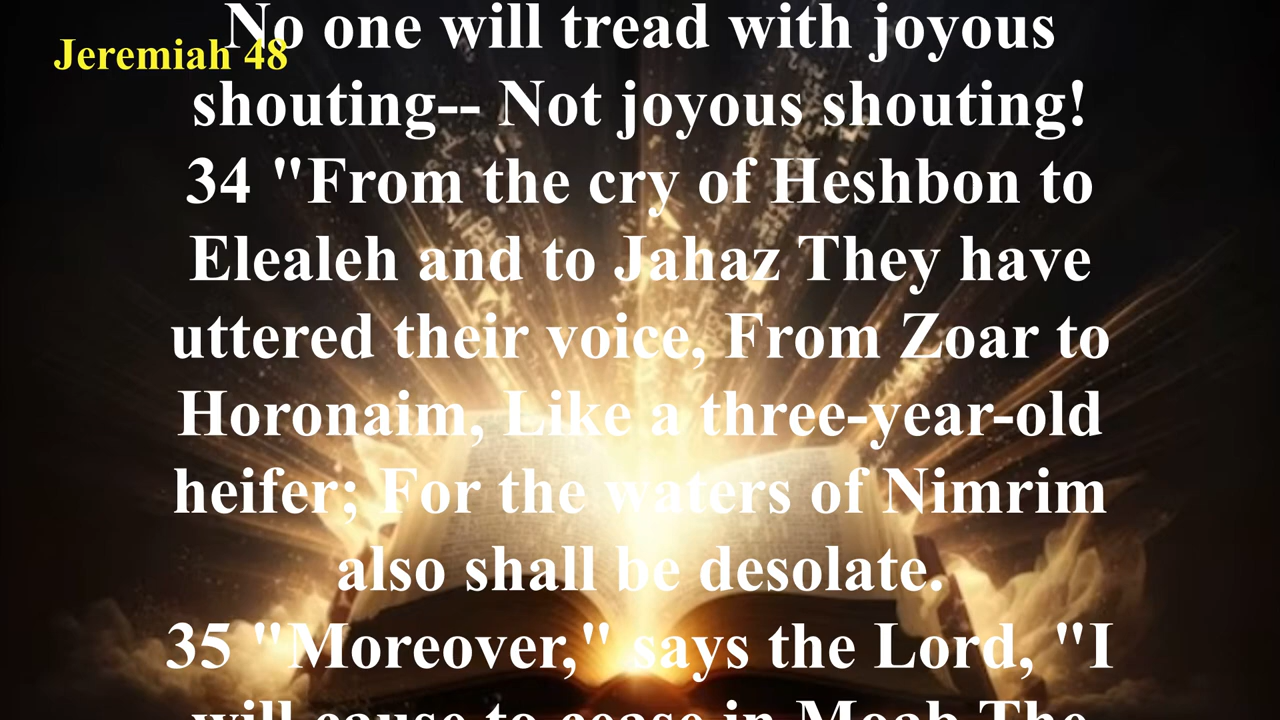 No one will tread with joyous
Jeremiah 48
shouting-- Not joyous shouting!
34 "From the cry of Heshbon to
Elealeh and to Jahaz They have
uttered their voice, From Zoar to
Horonaim, Like a three-year-old
heifer; For the waters of Nimrim
also shall be desolate.
35 "Moreover," says the Lord, "I
will cause to cease in Moab The